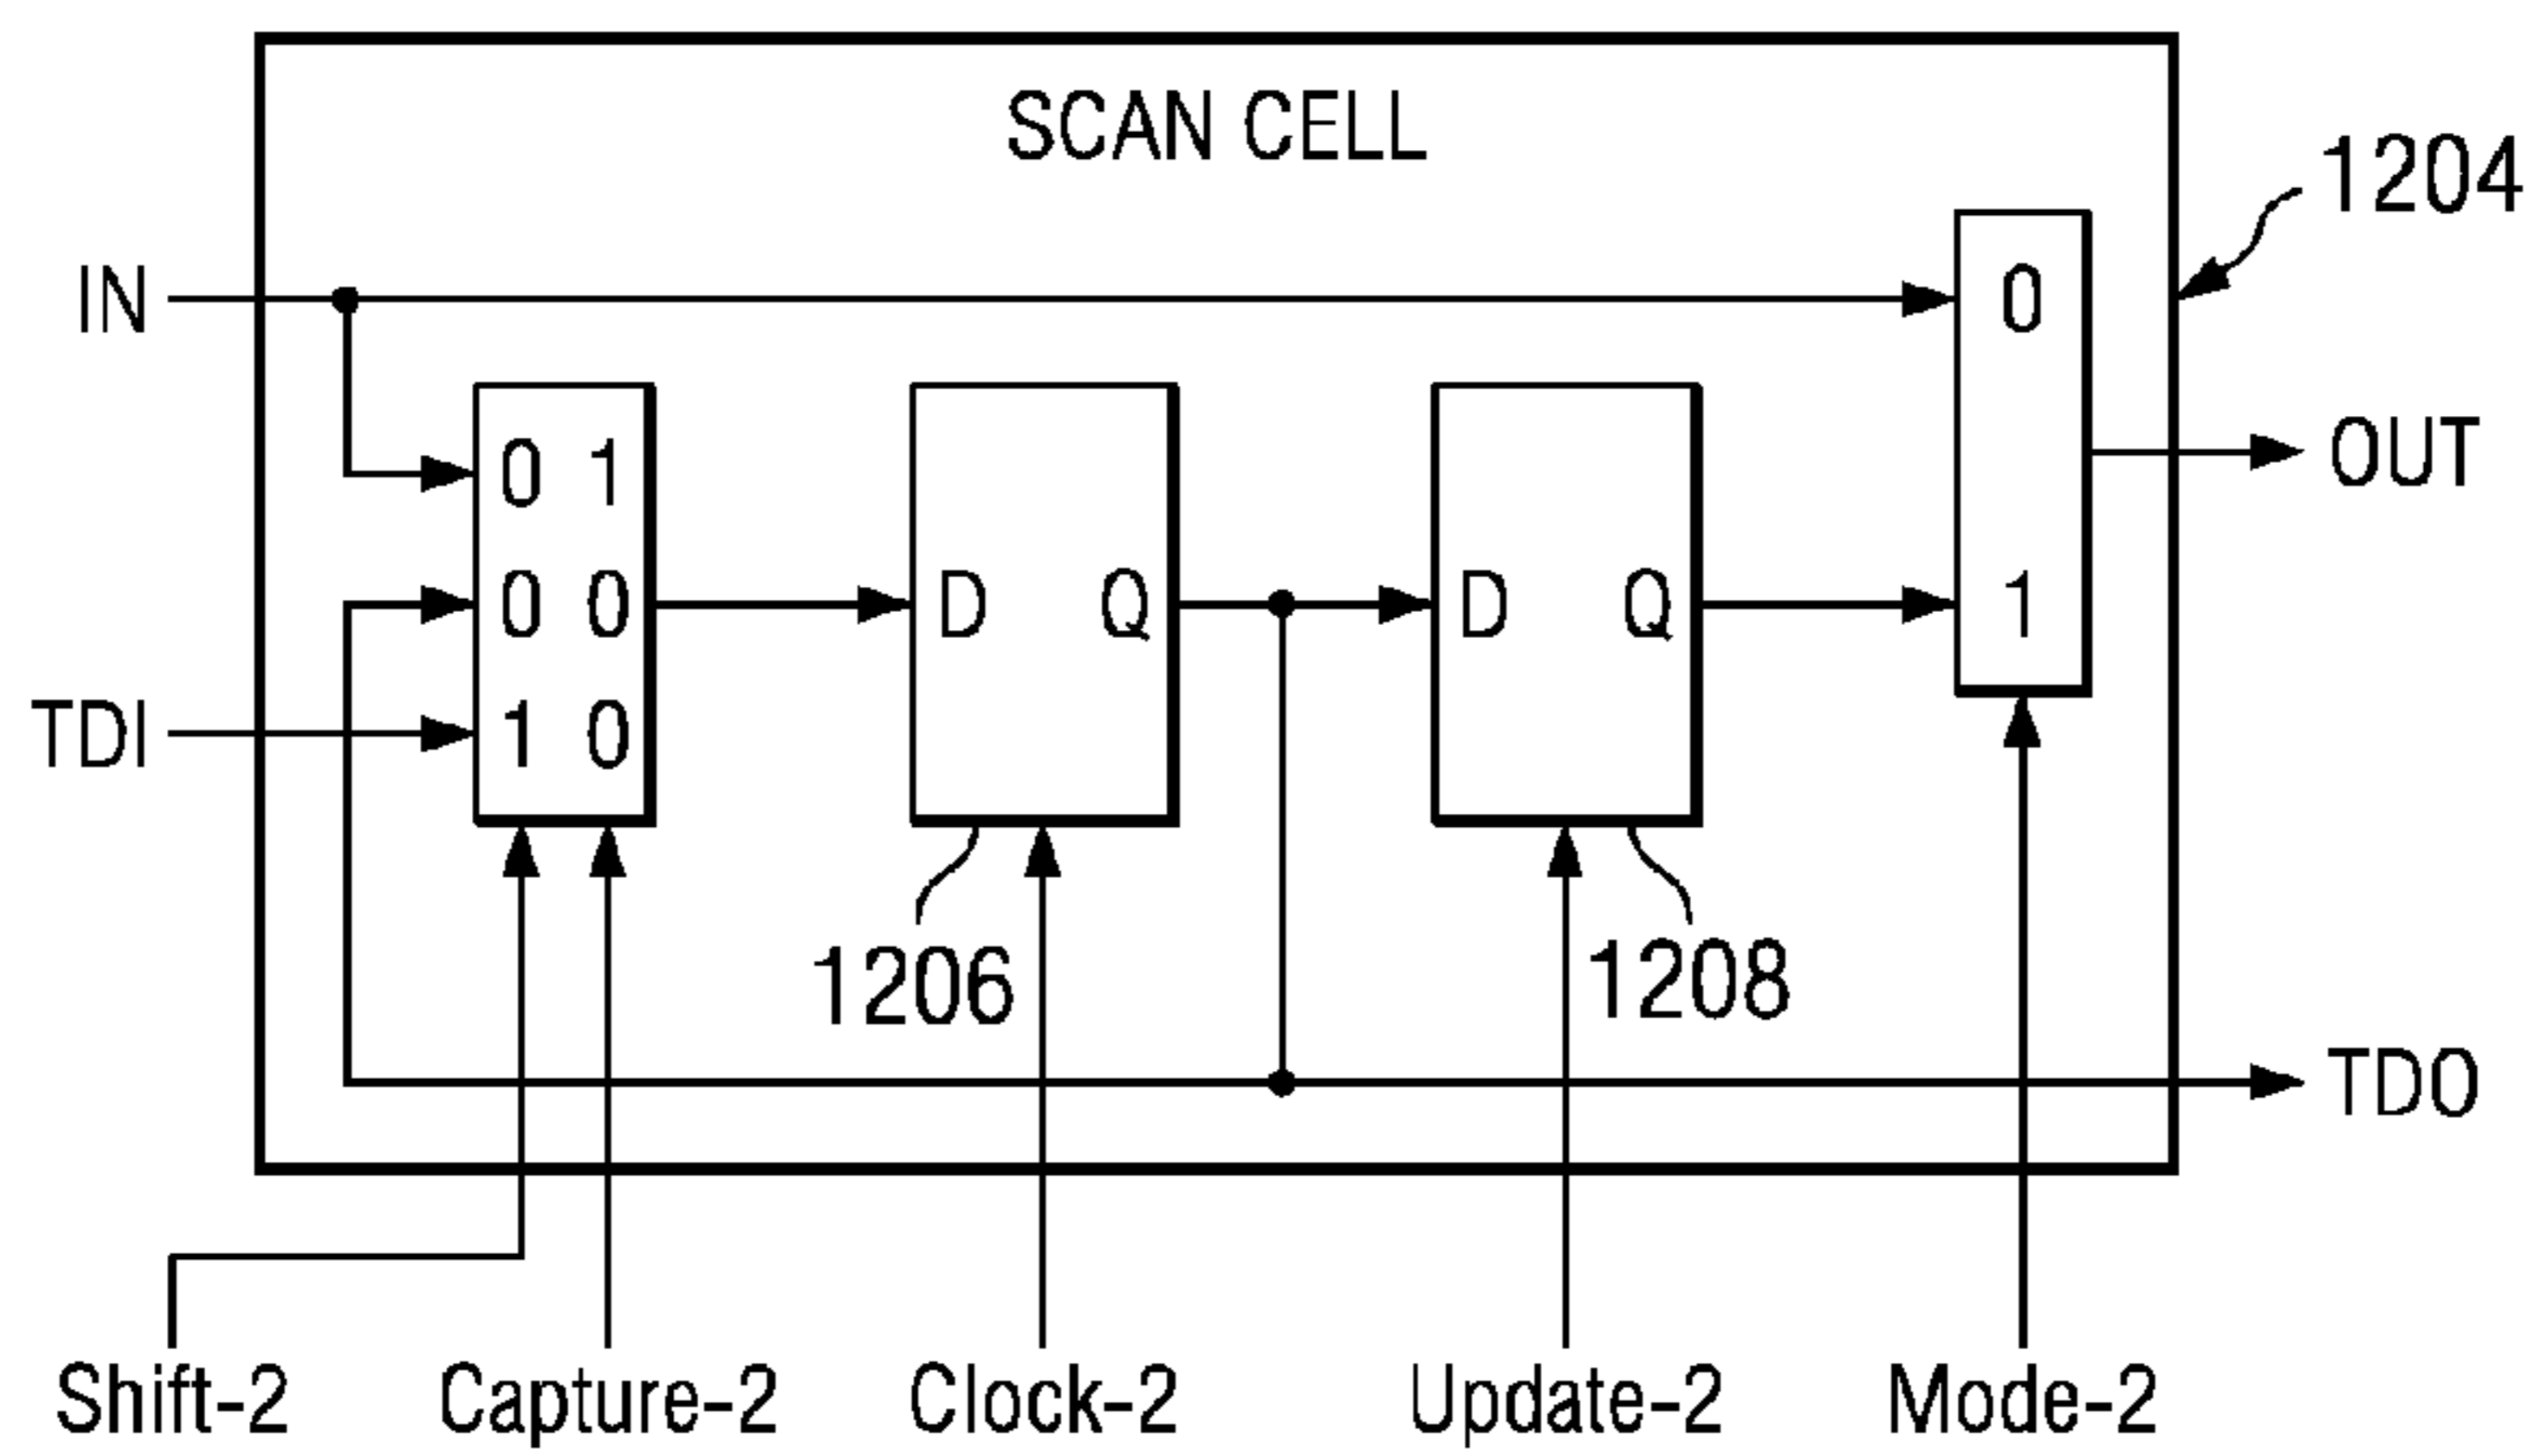 SCAN CELL
1204
IN
0
0 1
OUT
0 0
D Q
D Q
1
TDI
1 0
1206
1208
TDO
Shift-2
Capture-2
Clock-2
Update-2
Mode-2